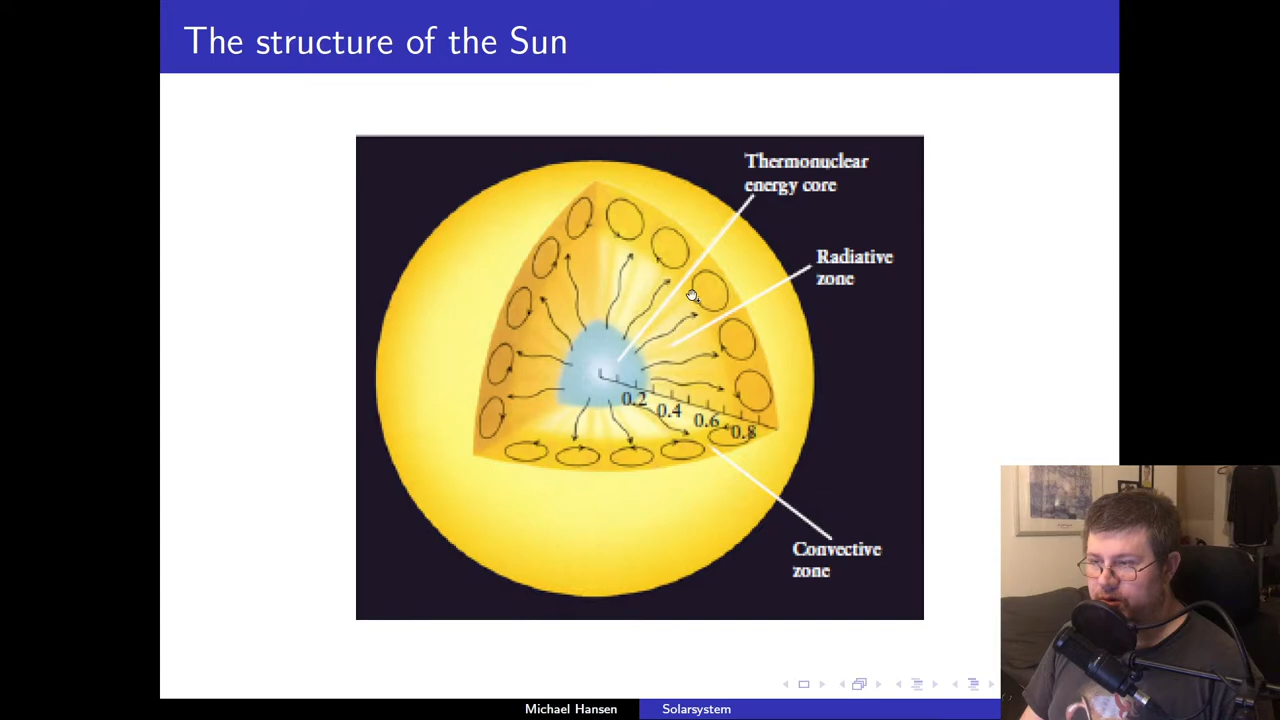 The structure of the Sun
Thermonuclear
energy core
Radiative
zone
0.2
0.4
0.6
0.8
Convective
zone
Michael Hansen
Solarsystem